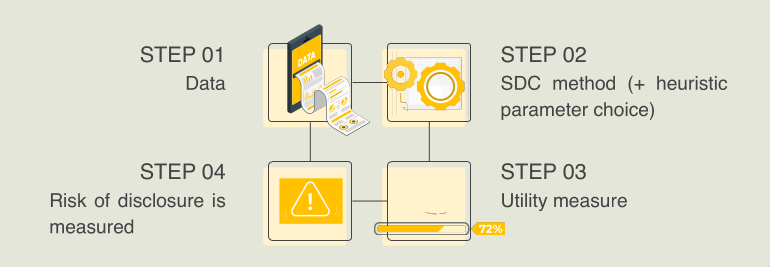 STEP 01
Data
DATA
STEP 02
SDC method (+ heuristic
parameter choice)
STEP 04
Risk of disclosure is
measured
!
STEP 03
Utility measure
72%